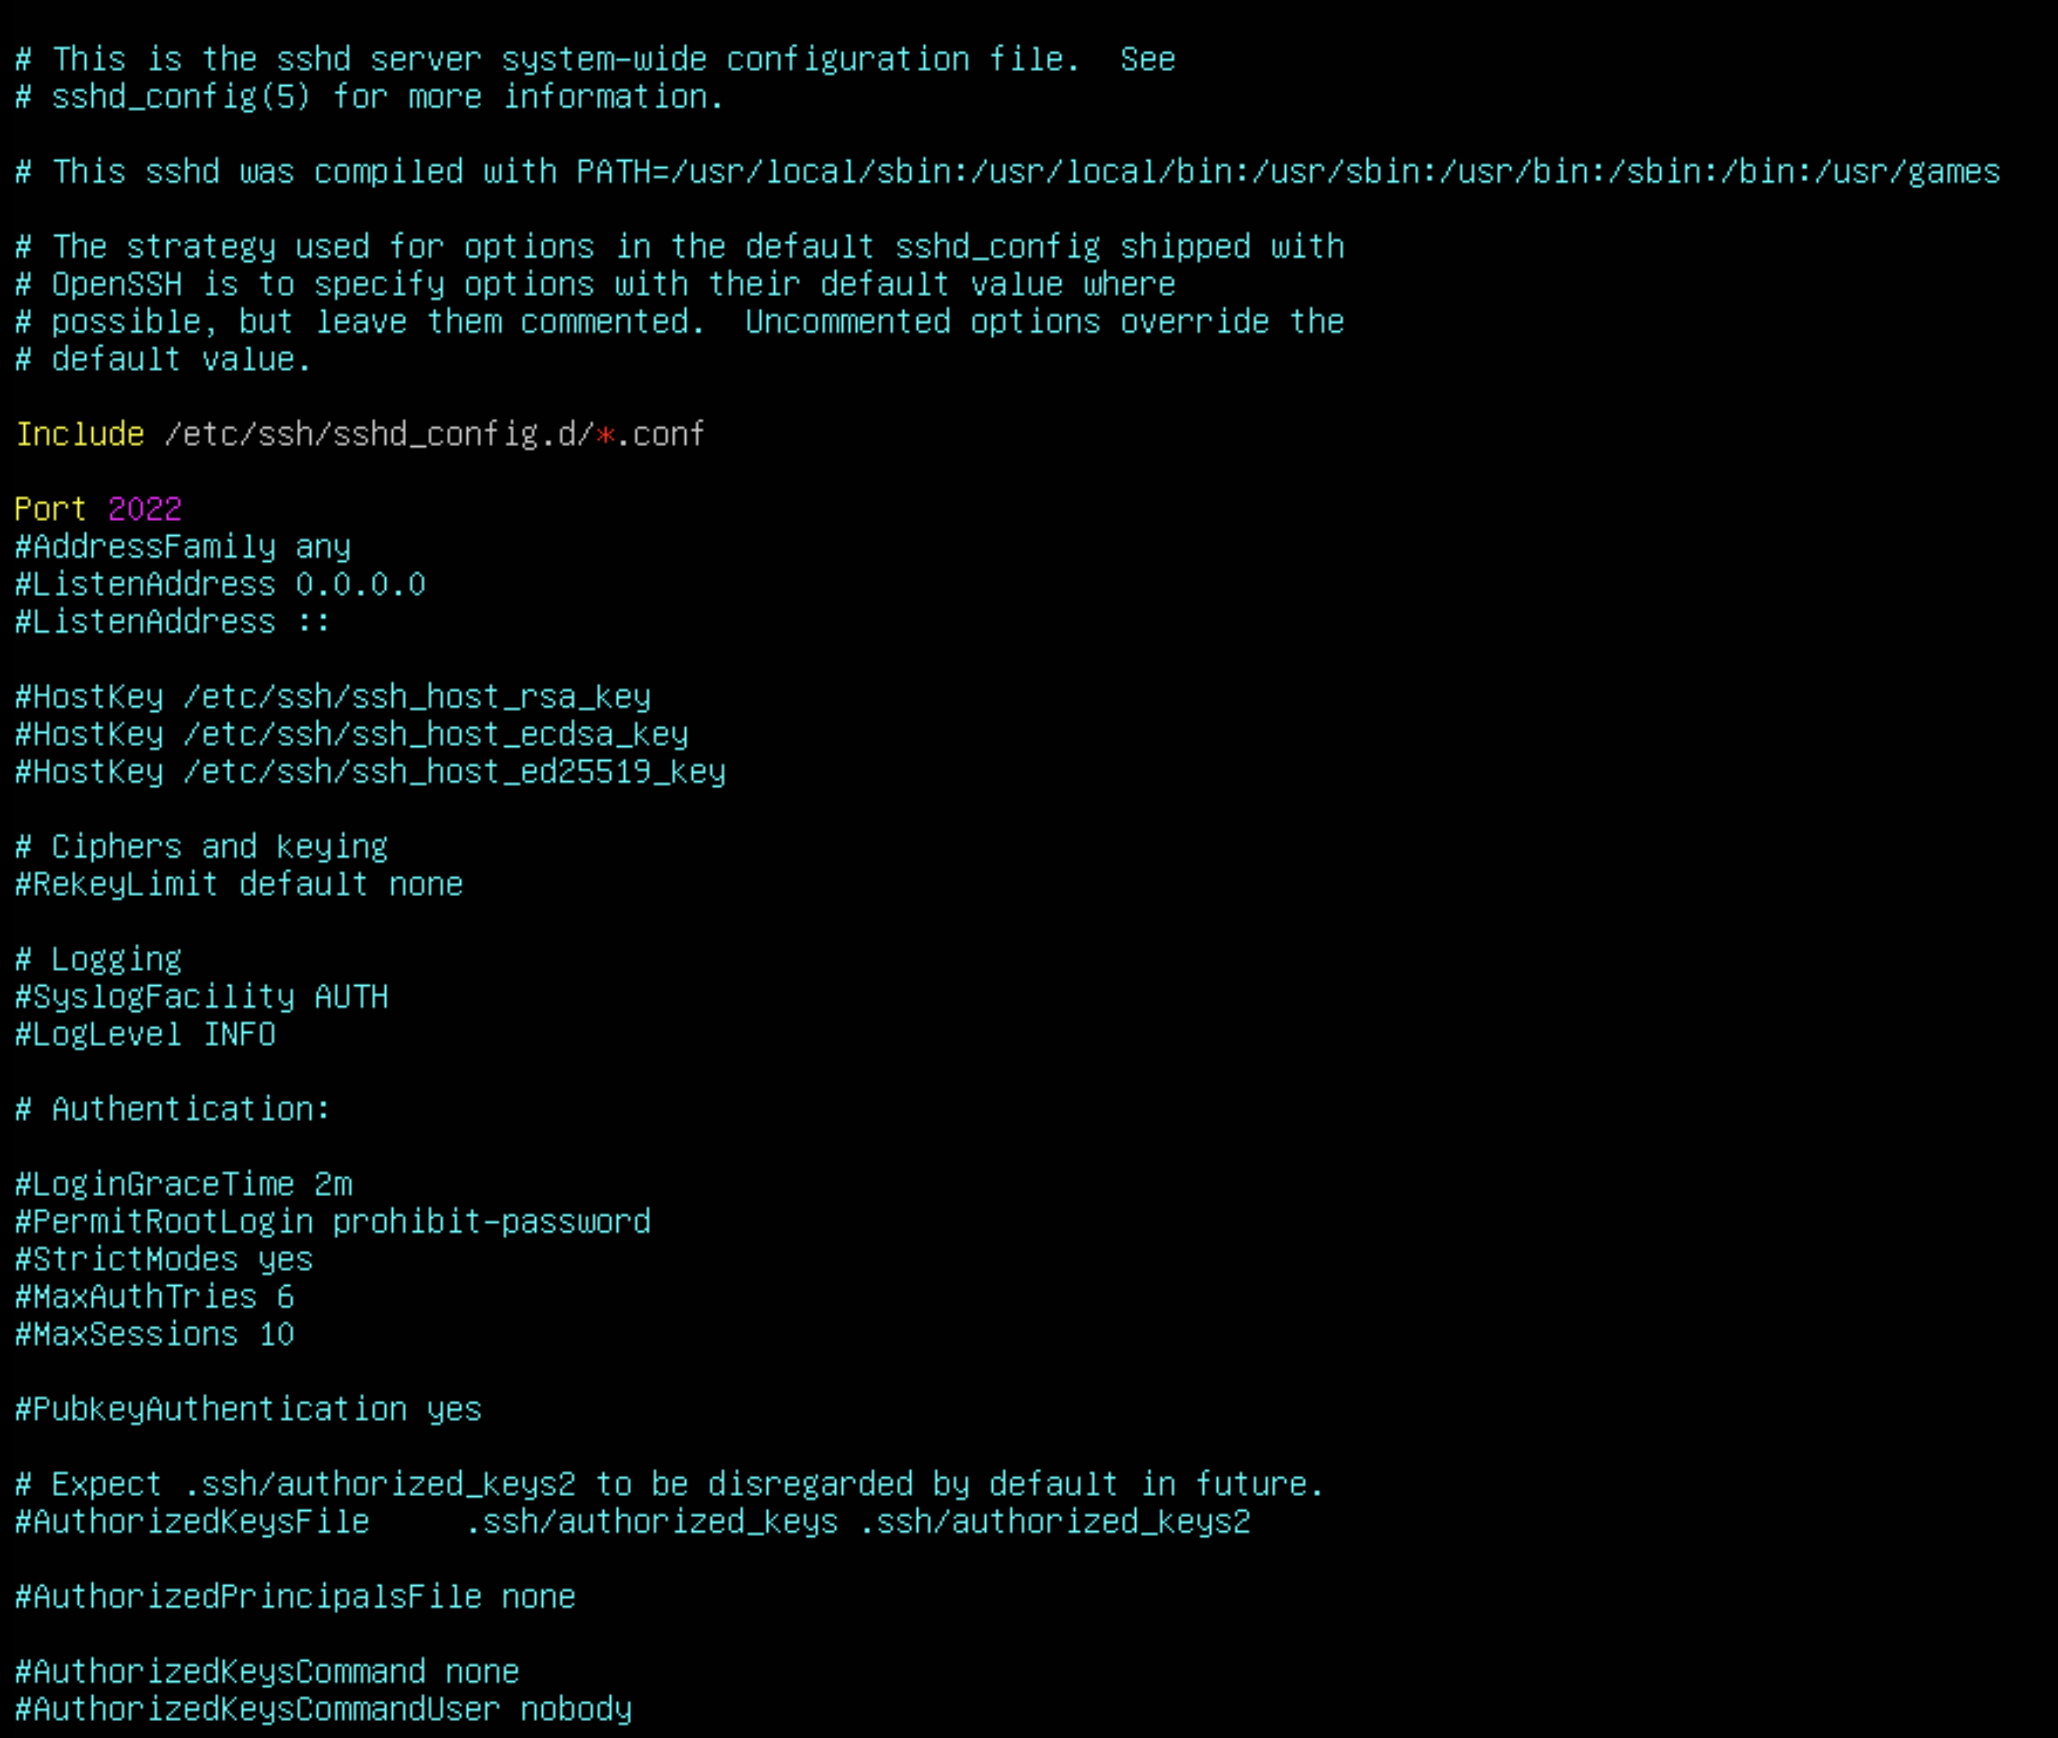 # This is the sshd server system-wide configuration file.  See
# sshd_config(5) for more information.
# This sshd was compiled with PATH=/usr/local/sbin:/usr/local/bin:/usr/sbin:/usr/bin:/sbin:/bin:/usr/games
# The strategy used for options in the default sshd_config shipped with
# OpenSSH is to specify options with their default value where
# possible, but leave them commented.  Uncommented options override the
# default value.
Include /etc/ssh/sshd_config.d/*.conf
Port 2022
#AddressFamily any
#ListenAddress 0.0.0.0
#ListenAddress ::
#HostKey /etc/ssh/ssh_host_rsa_key
#HostKey /etc/ssh/ssh_host_ecdsa_key
#HostKey /etc/ssh/ssh_host_ed25519_key
# Ciphers and keying
#RekeyLimit default none
# Logging
#SyslogFacility AUTH
#LogLevel INFO
# Authentication:
#LoginGraceTime 2m
#PermitRootLogin prohibit-password
#StrictModes yes
#MaxAuthTries 6
#MaxSessions 10
#PubkeyAuthentication yes
# Expect .ssh/authorized_keys2 to be disregarded by default in future.
#AuthorizedKeysFile     .ssh/authorized_keys .ssh/authorized_keys2
#AuthorizedPrincipalsFile none
#AuthorizedKeysCommand none
#AuthorizedKeysCommandUser nobody